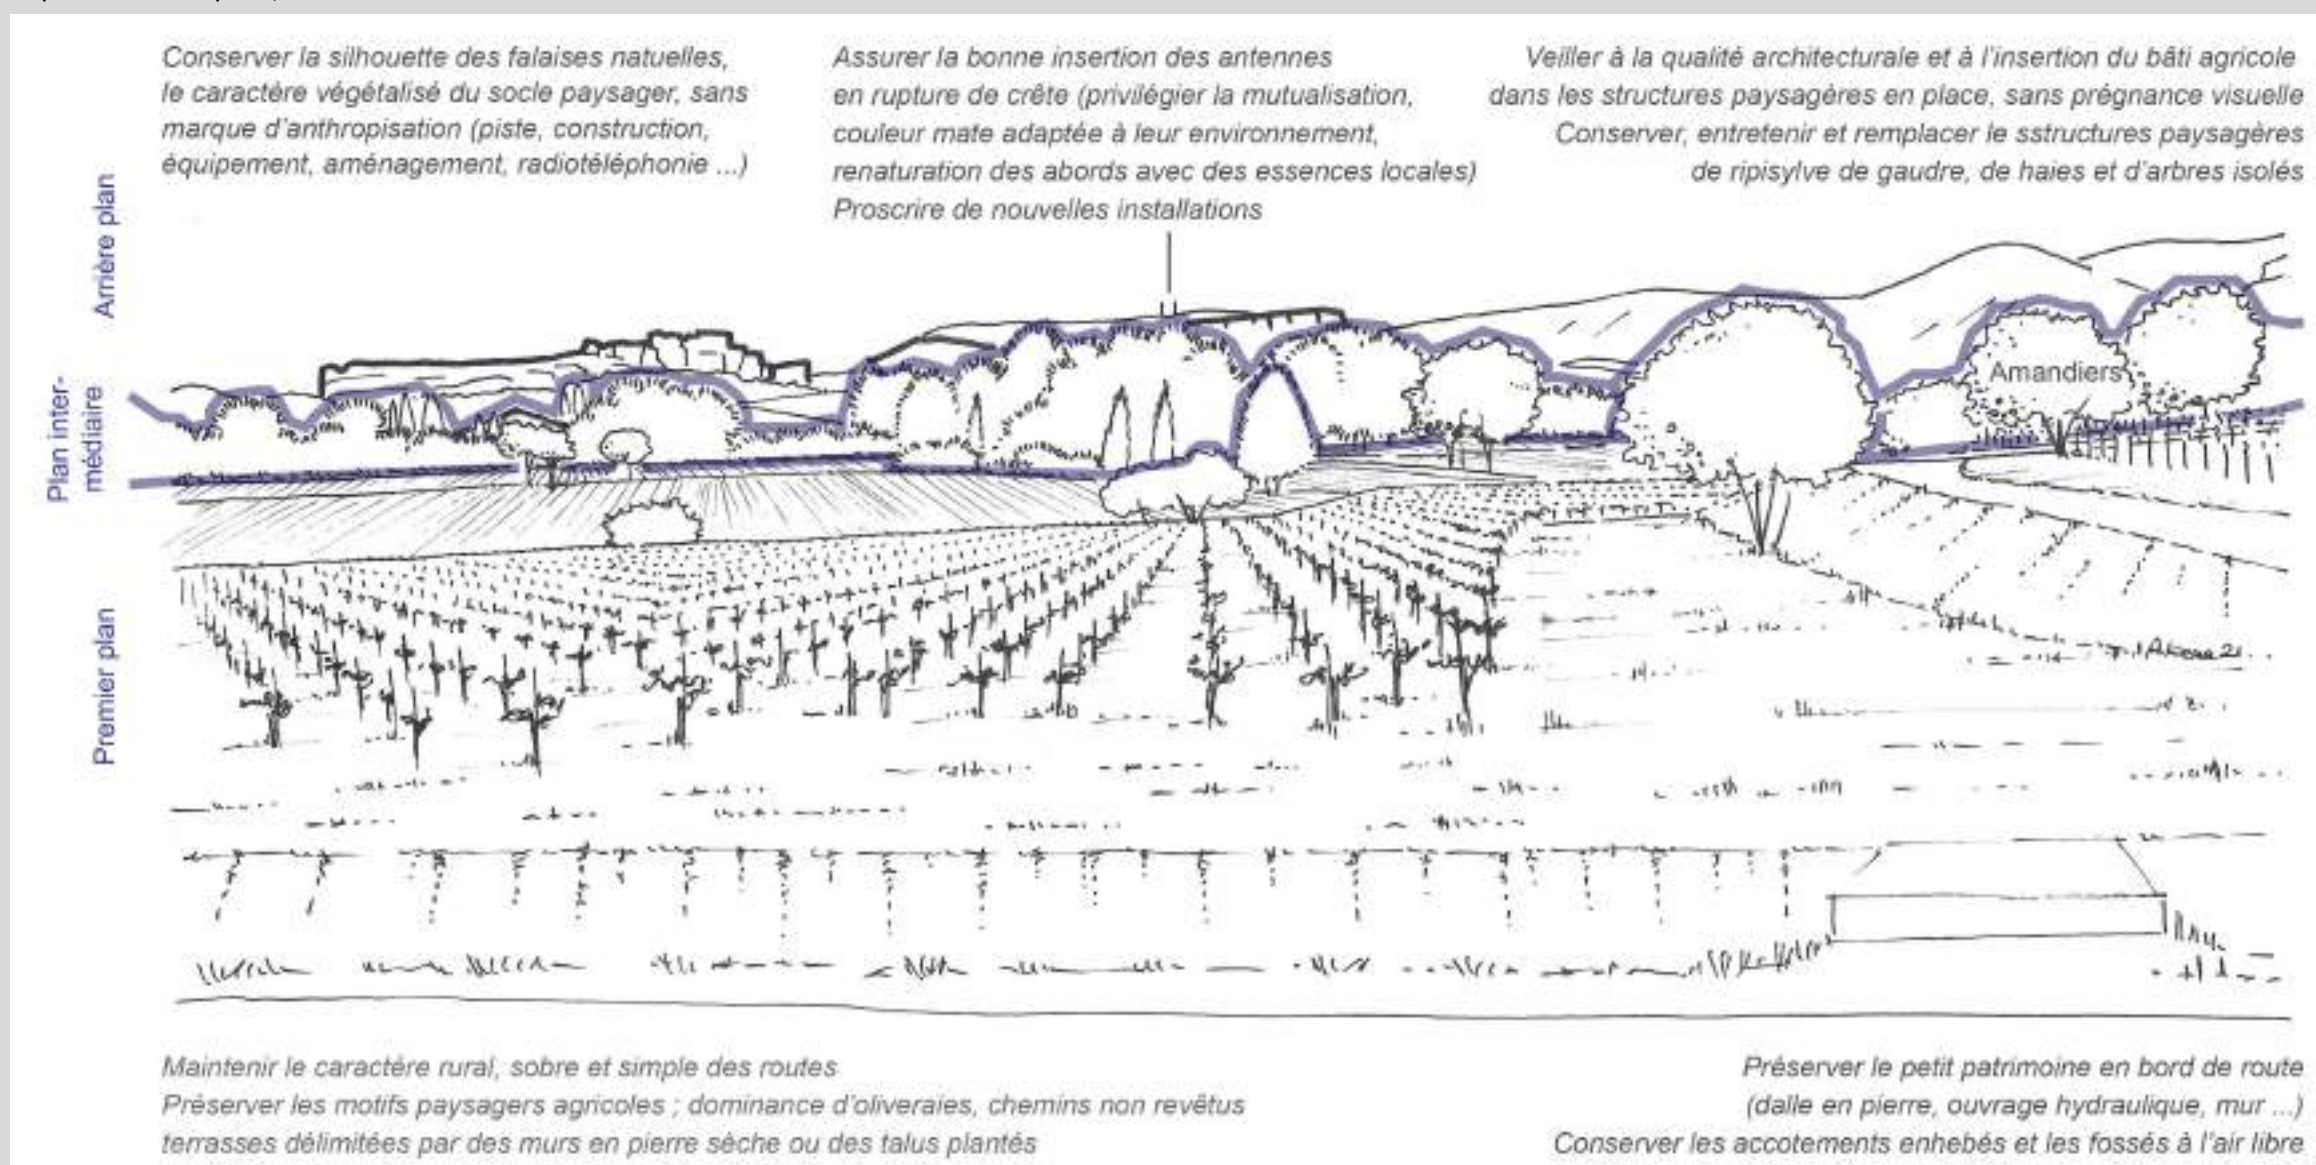 Conserver la silhouette des falaises natuelles,
le caractère végétalisé du socle paysager, sans
marque d'anthropisation (piste, construction,
équipement, aménagement, radiotéléphonie ...)
Assurer la bonne insertion des antennes
en rupture de crête (privilégier la mutualisation,
couleur mate adaptée à leur environnement,
renaturation des abords avec des essences locales)
Proscrire de nouvelles installations
Veiller à la qualité architecturale et à l'insertion du bâti agricole
dans les structures paysagères en place, sans prégnance visuelle
Conserver, entretenir et remplacer le sstructures paysagères
de ripisylve de gaudre, de haies et d'arbres isolés
Arrière plan
Plan inter-
médiaire
Premier plan
Amandiers
Maintenir le caractère rural, sobre et simple des routes
Préserver les motifs paysagers agricoles ; dominance d'oliveraies, chemins non revêtus
terrasses délimitées par des murs en pierre sèche ou des talus plantés
Préserver le petit patrimoine en bord de route
(dalle en pierre, ouvrage hydraulique, mur ...)
Conserver les accotements enhebés et les fossés à l'air libre